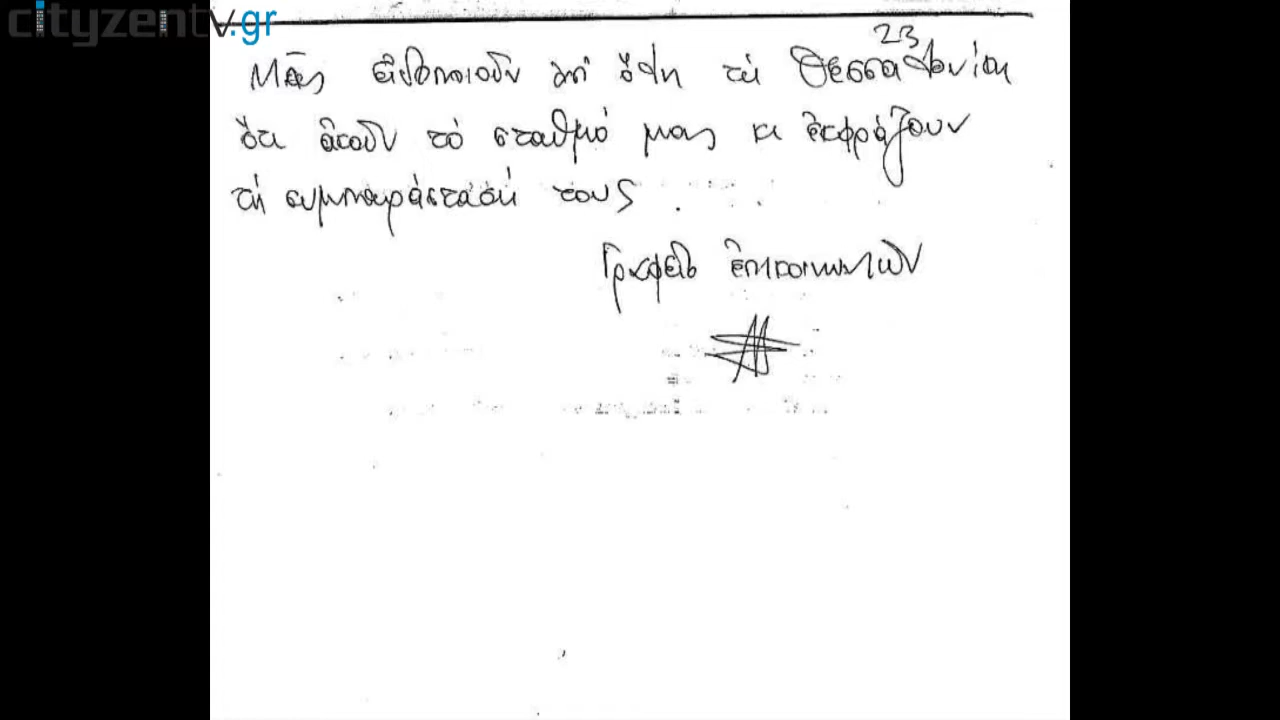 cityzentv.gr
23
Μᾶς εἰδοποιοῦν ἀπ' ὅλη τή Θεσσαλονίκη
ὅτι ἀκοῦν τό σταθμό μας κι ἐκφράζουν
τή συμπαράστασή τους.
Γραφεῖο ἐπικοινωνιῶν